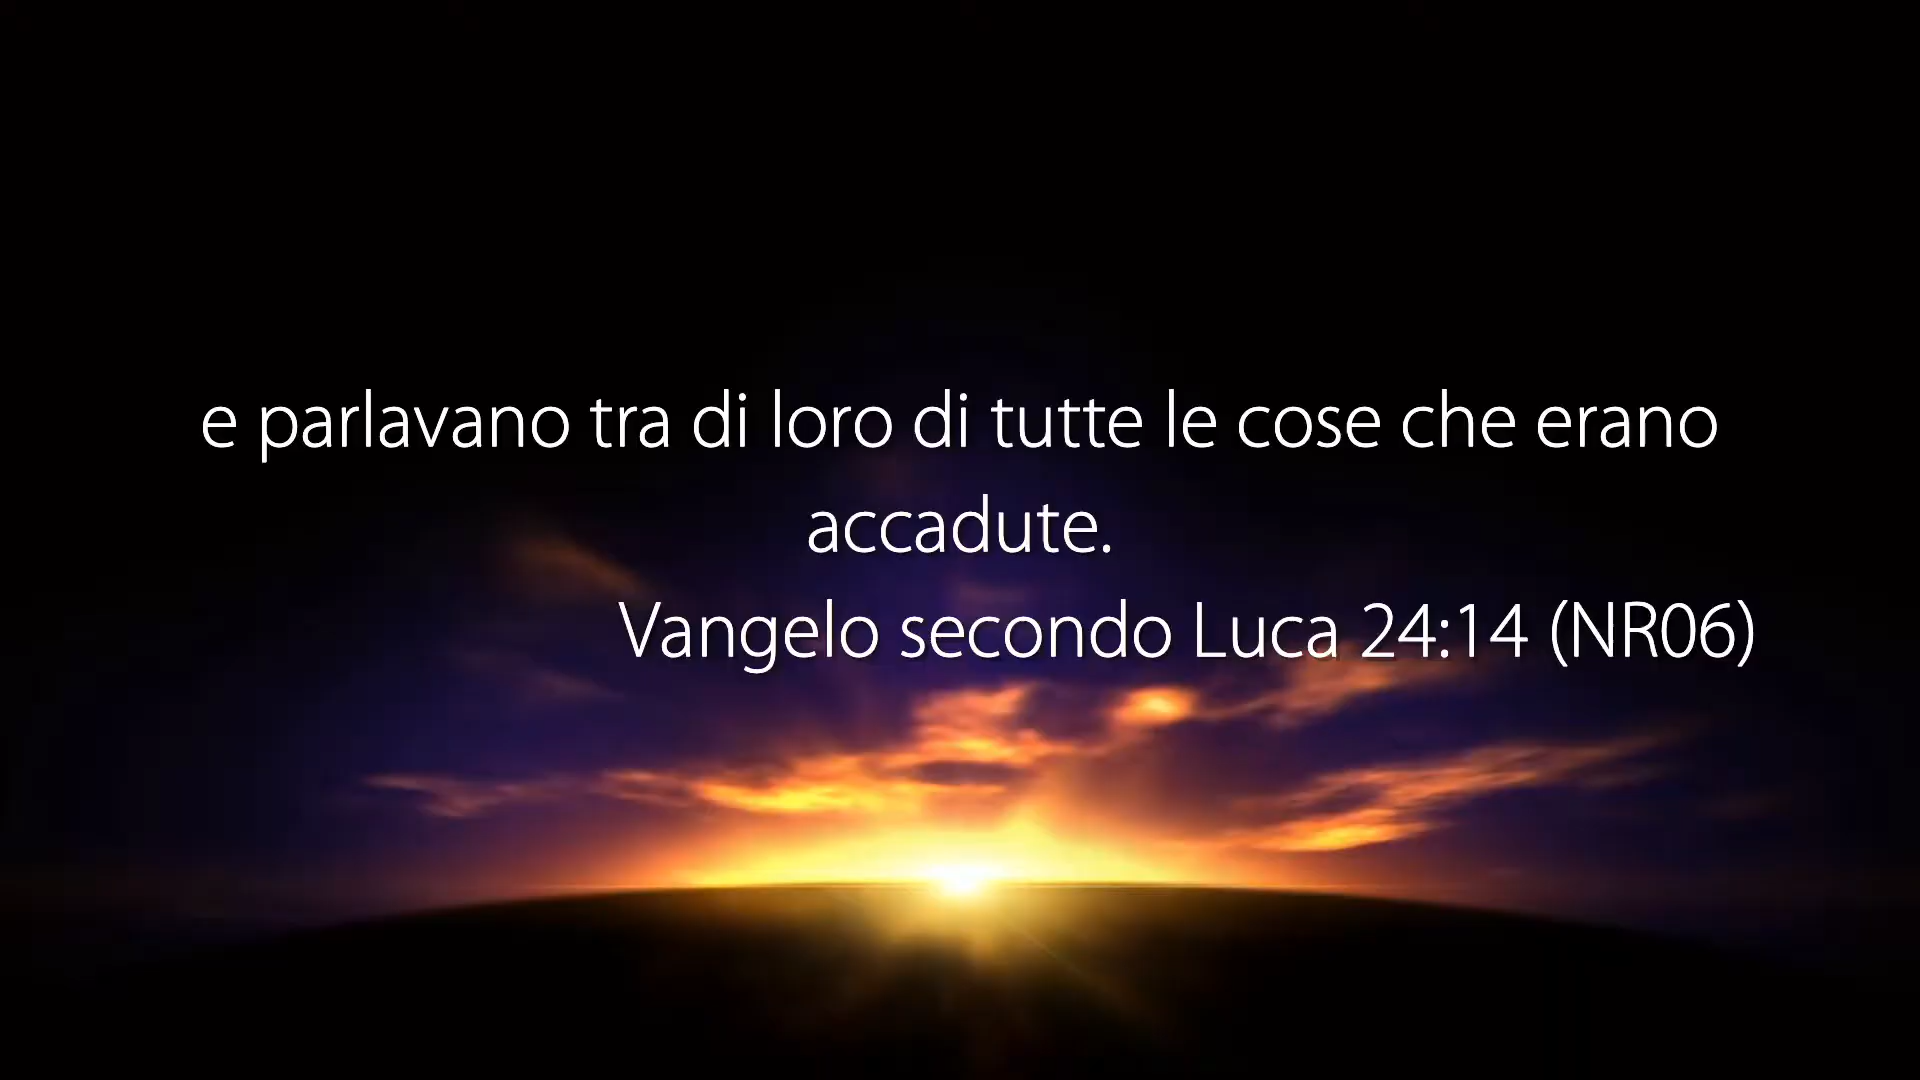 e parlavano tra di loro di tutte le cose che erano
accadute.
Vangelo secondo Luca 24:14 (NR06)